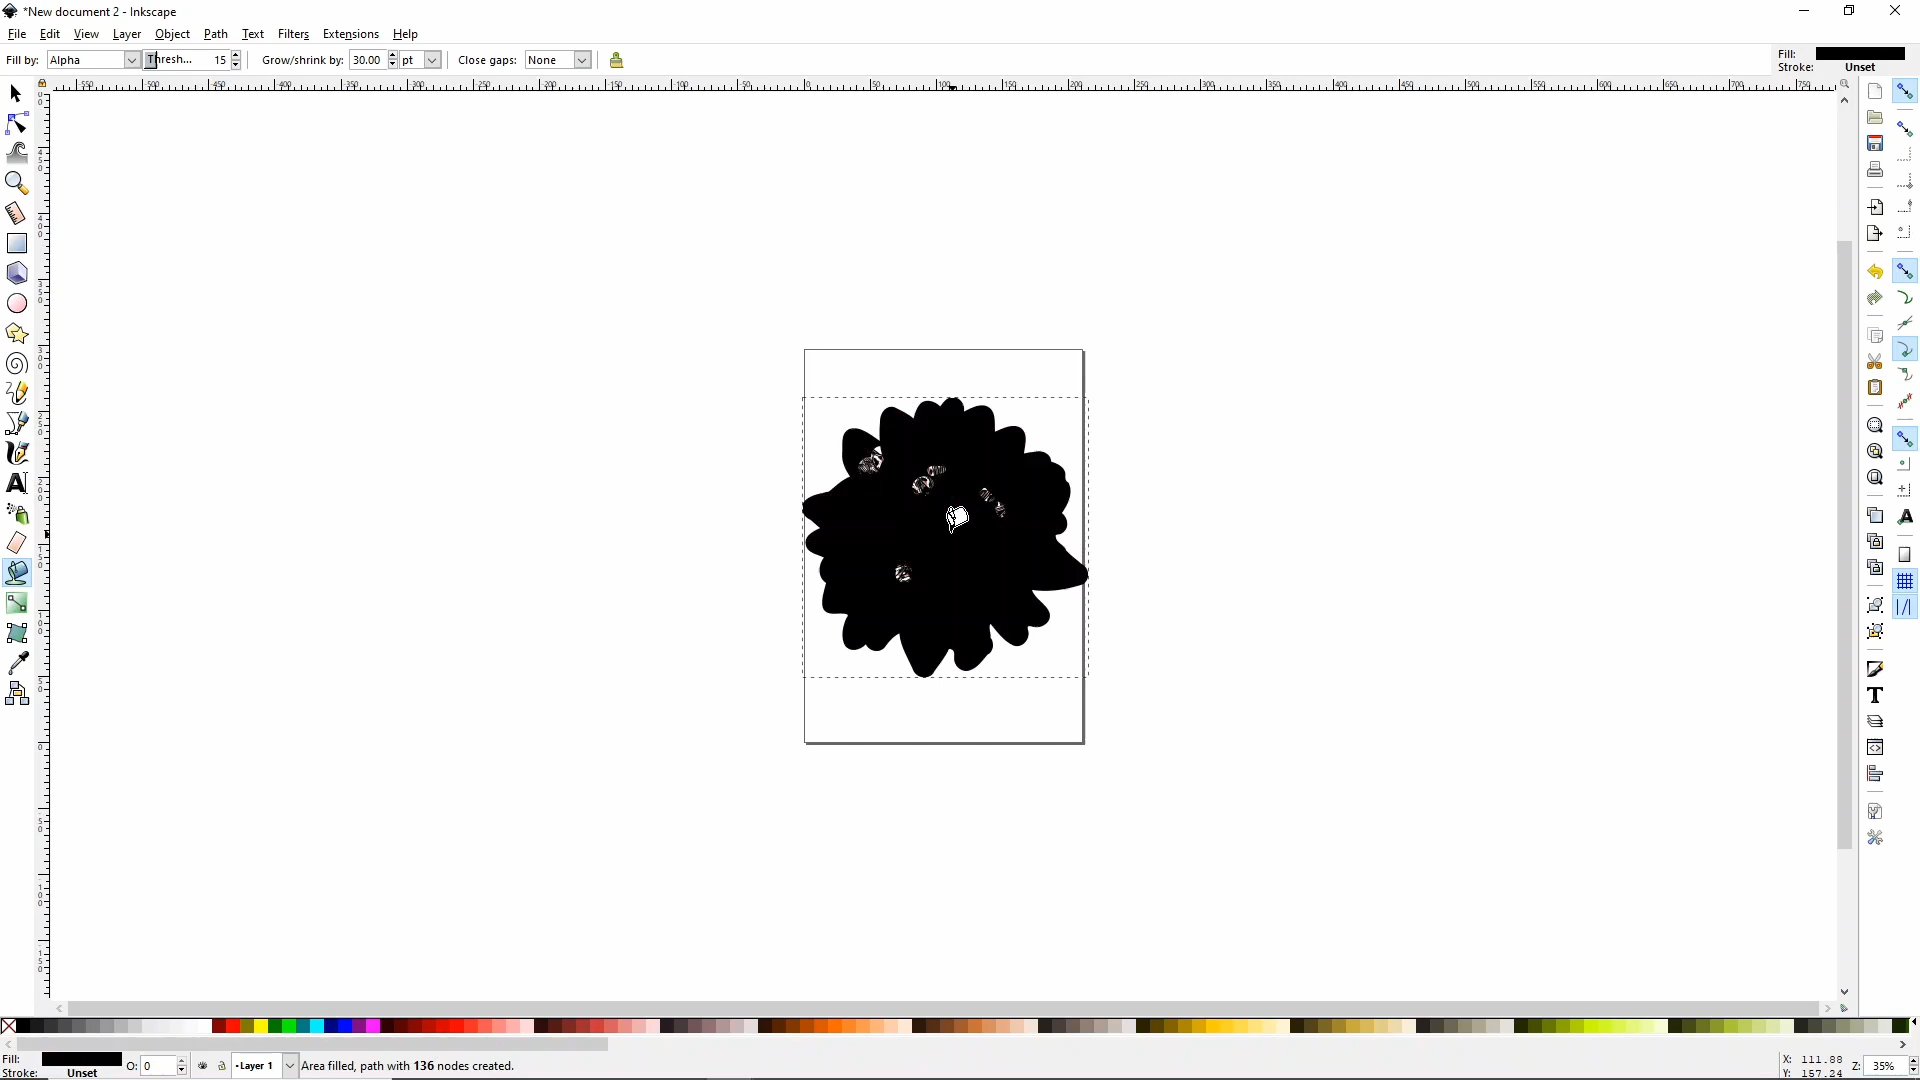 *New document 2 - Inkscape
File Edit View Layer Object Path Text Filters Extensions Help
Fill by: Alpha Thresh... 15 Grow/shrink by: 30.00 pt Close gaps: None
Fill:
Stroke: Unset
Fill:
Stroke: Unset
O: 0
•Layer 1
Area filled, path with 136 nodes created.
X: 111.88
Y: 157.24
Z: 35%